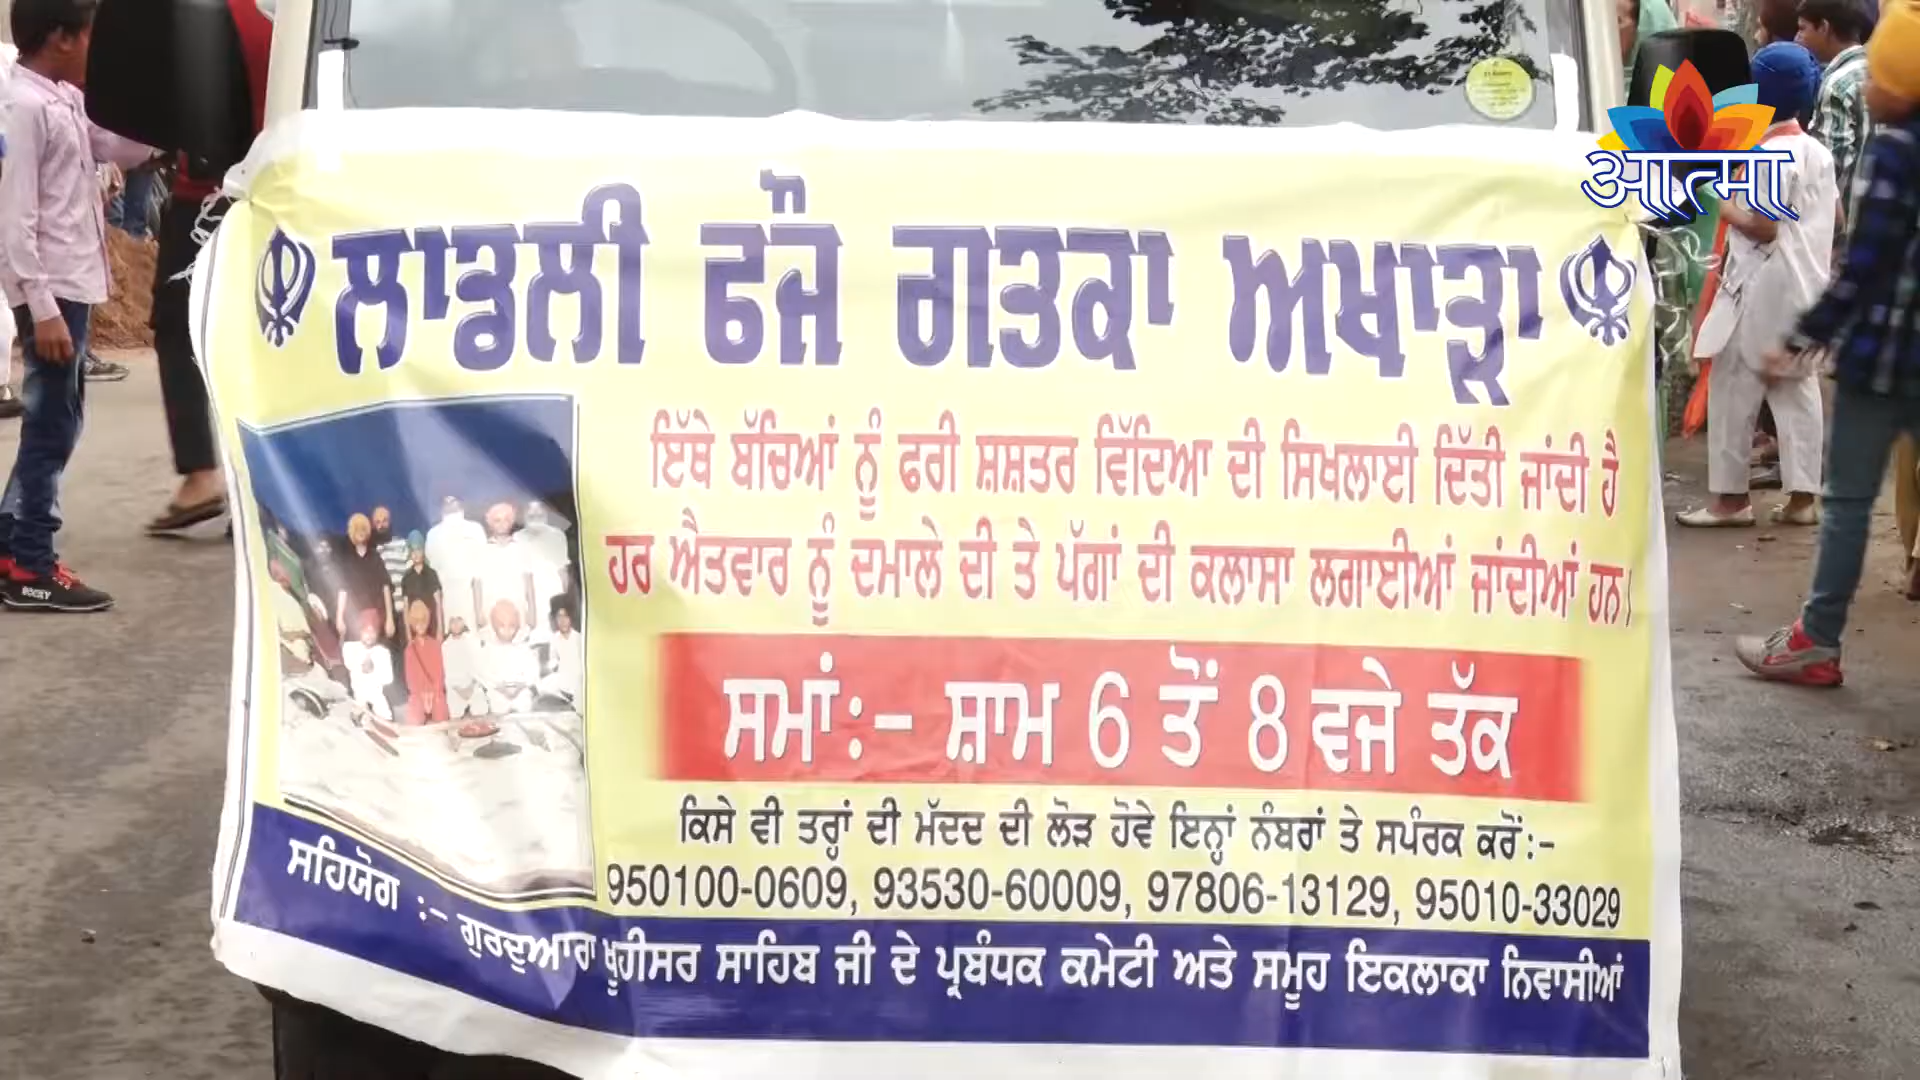 आत्मा
ਲਾਡਲੀ ਫੌਜ ਗਤਕਾ ਅਖਾੜਾ
ਇੱਥੇ ਬੱਚਿਆਂ ਨੂੰ ਫਰੀ ਸ਼ਸ਼ਤਰ ਵਿੱਦਿਆ ਦੀ ਸਿਖਲਾਈ ਦਿੱਤੀ ਜਾਂਦੀ ਹੈ
ਹਰ ਐਤਵਾਰ ਨੂੰ ਦਮਾਲੇ ਦੀ ਤੇ ਪੱਗਾਂ ਦੀ ਕਲਾਸਾ ਲਗਾਈਆਂ ਜਾਂਦੀਆਂ ਹਨ।
ਸਮਾਂ:- ਸ਼ਾਮ 6 ਤੋਂ 8 ਵਜੇ ਤੱਕ
ਕਿਸੇ ਵੀ ਤਰ੍ਹਾਂ ਦੀ ਮੱਦਦ ਦੀ ਲੋੜ ਹੋਵੇ ਇਨ੍ਹਾਂ ਨੰਬਰਾਂ ਤੇ ਸਪੰਰਕ ਕਰੋਂ:-
950100-0609, 93530-60009, 97806-13129, 95010-33029
ਸਹਿਯੋਗ :- ਗੁਰਦੁਆਰਾ ਖੂਹੀਸਰ ਸਾਹਿਬ ਜੀ ਦੇ ਪ੍ਰਬੰਧਕ ਕਮੇਟੀ ਅਤੇ ਸਮੂਹ ਇਕਲਾਕਾ ਨਿਵਾਸੀਆਂ